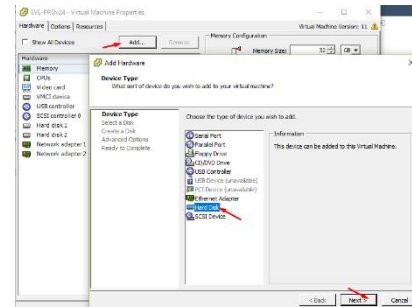 EVE-PROv24 - Virtual Machine Properties
Hardware Options Resources
Virtual Machine Version: 11
Show All Devices
Add...
Remove
Memory Configuration
Memory Size: 32 GB
Hardware
Memory
CPUs
Video card
VMCI device
USB controller
SCSI controller 0
Hard disk 1
Hard disk 2
Network adapter 1
Network adapter 2
Add Hardware
Device Type
What sort of device do you wish to add to your virtual machine?
Device Type
Select a Disk
Create a Disk
Advanced Options
Ready to Complete
Choose the type of device you wish to add.
Serial Port
Parallel Port
Floppy Drive
CD/DVD Drive
USB Controller
USB Device (unavailable)
PCI Device (unavailable)
Ethernet Adapter
Hard Disk
SCSI Device
Information
This device can be added to this Virtual Machine.
< Back
Next >
Cancel